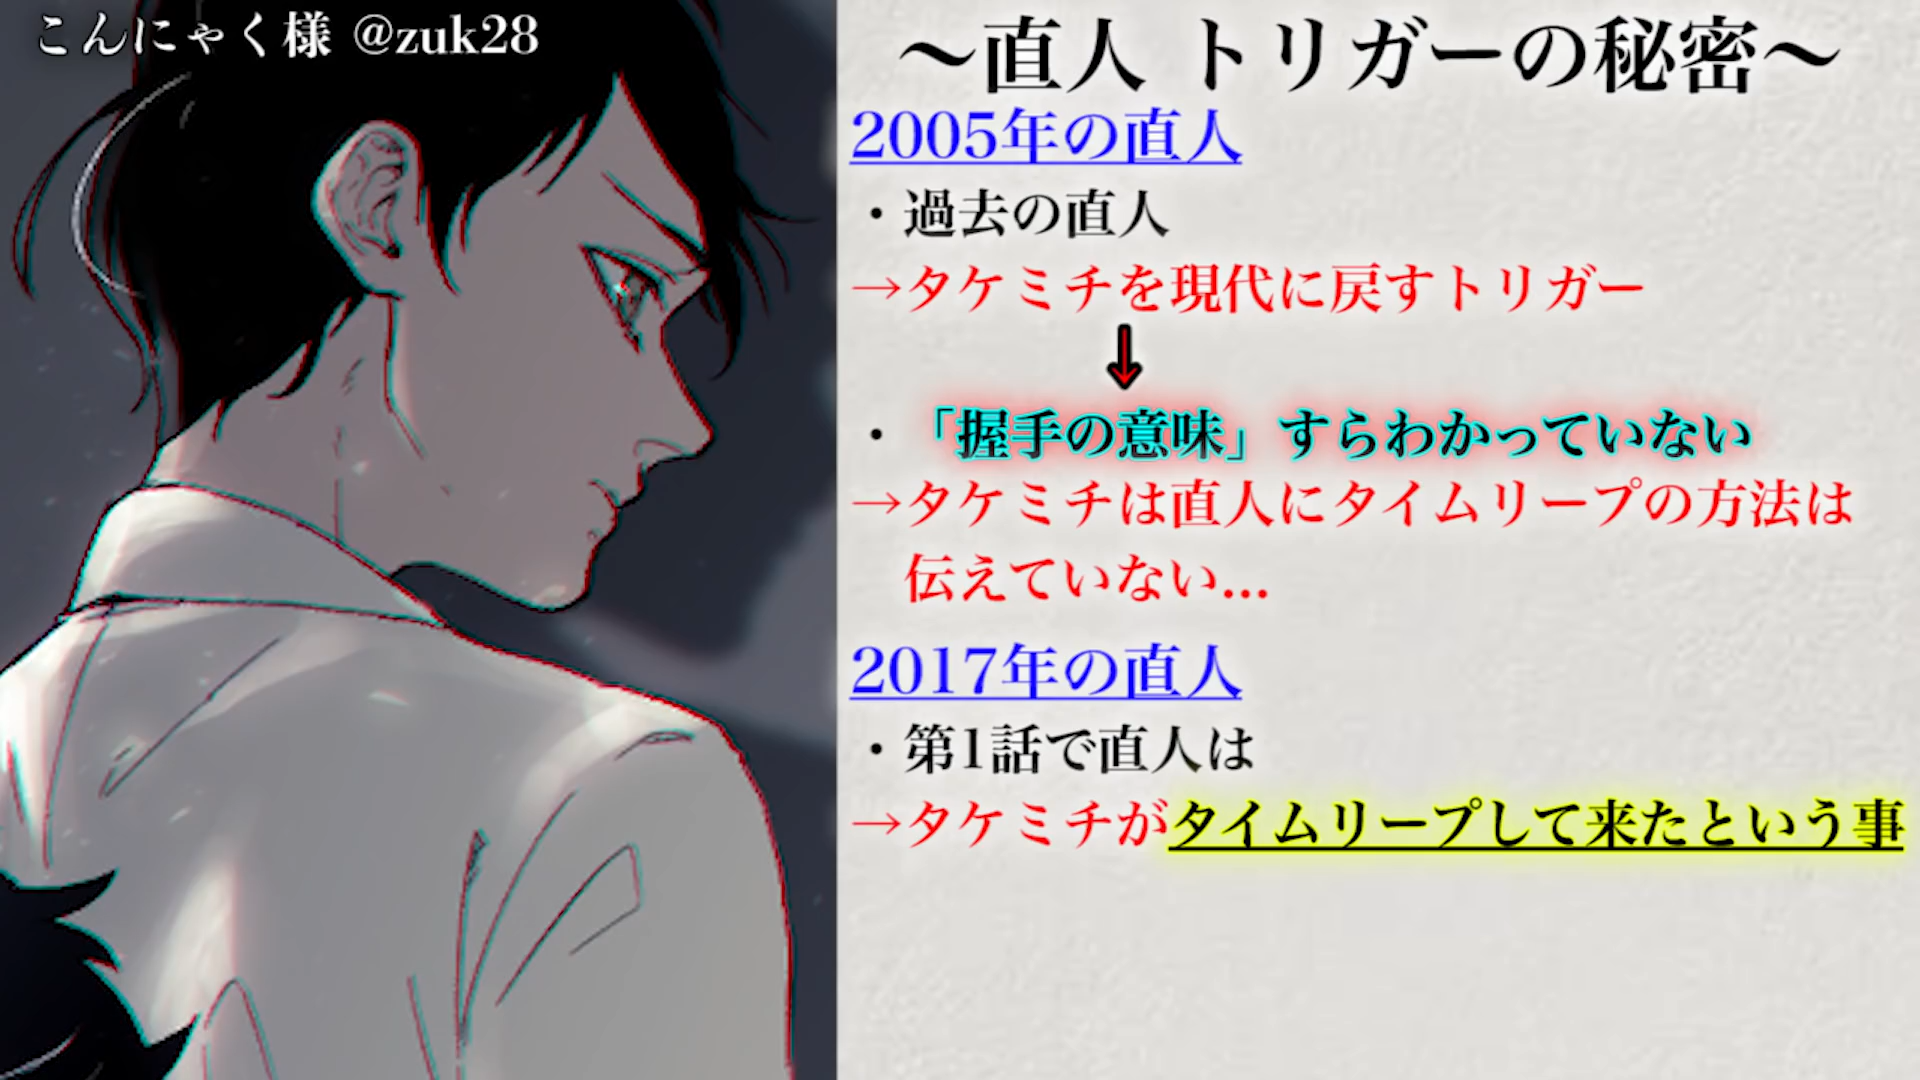 こんにゃく様 @zuk28
～直人 トリガーの秘密～
2005年の直人
・過去の直人
→タケミチを現代に戻すトリガー
↓
・「握手の意味」すらわかっていない
→タケミチは直人にタイムリープの方法は
伝えていない…
2017年の直人
・第1話で直人は
→タケミチがタイムリープして来たという事